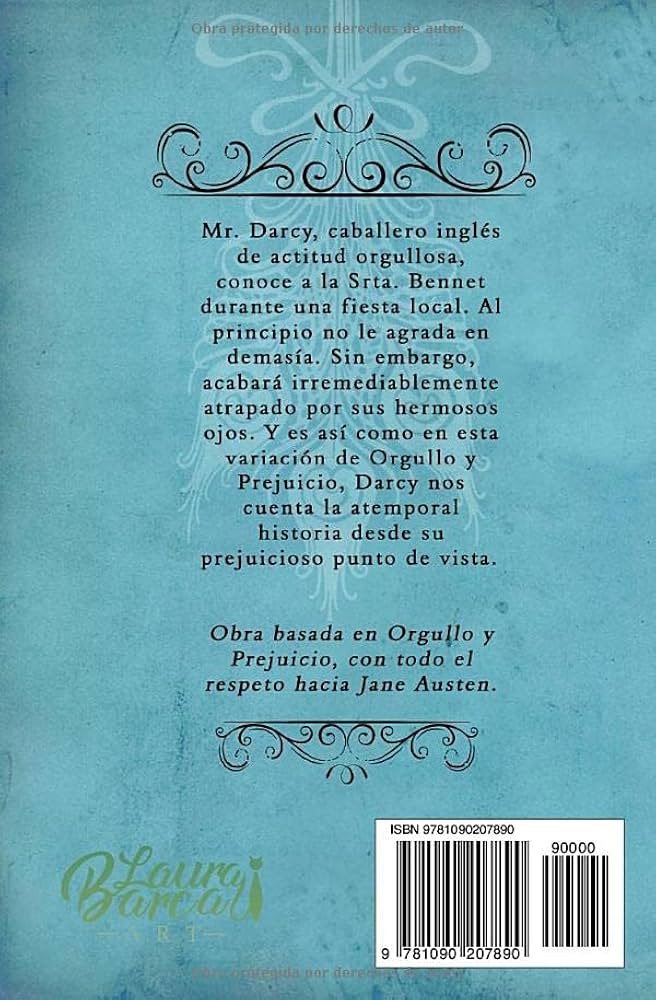 Obra protegida por derechos de autor
Mr. Darcy, caballero inglés
de actitud orgullosa,
conoce a la Srta. Bennet
durante una fiesta local. Al
principio no le agrada en
demasía. Sin embargo,
acabará irremediablemente
atrapado por sus hermosos
ojos. Y es así como en esta
variación de Orgullo y
Prejuicio, Darcy nos
cuenta la atemporal
historia desde su
prejuicioso punto de vista.
Obra basada en Orgullo y
Prejuicio, con todo el
respeto hacia Jane Austen.
ISBN 9781090207890
90000
9 781090 207890
Laura
Barcali
ART
Obra protegida por derechos de autor